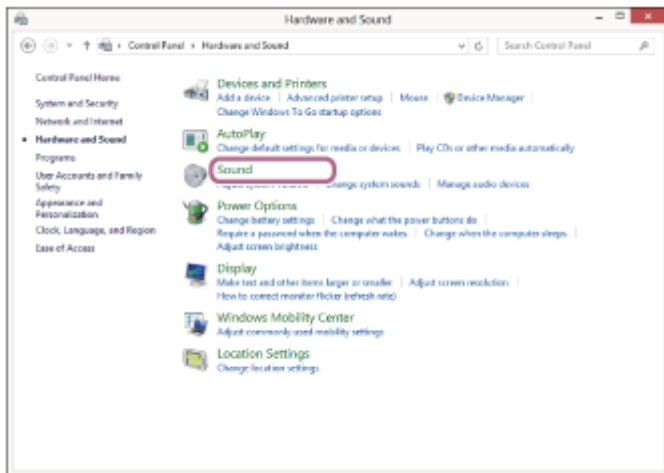 Hardware and Sound
Control Panel › Hardware and Sound
Search Control Panel
Control Panel Home
System and Security
Network and Internet
Hardware and Sound
Programs
User Accounts and Family
Safety
Appearance and
Personalization
Clock, Language, and Region
Ease of Access
Devices and Printers
Add a device | Advanced printer setup | Mouse | Device Manager
Change Windows To Go startup options
AutoPlay
Change default settings for media or devices | Play CDs or other media automatically
Sound
Change system sounds | Manage audio devices
Power Options
Change battery settings | Change what the power buttons do
Require a password when the computer wakes | Change when the computer sleeps
Adjust screen brightness
Display
Make text and other items larger or smaller | Adjust screen resolution
How to correct monitor flicker (refresh rate)
Windows Mobility Center
Adjust commonly used mobility settings
Location Settings
Change location settings